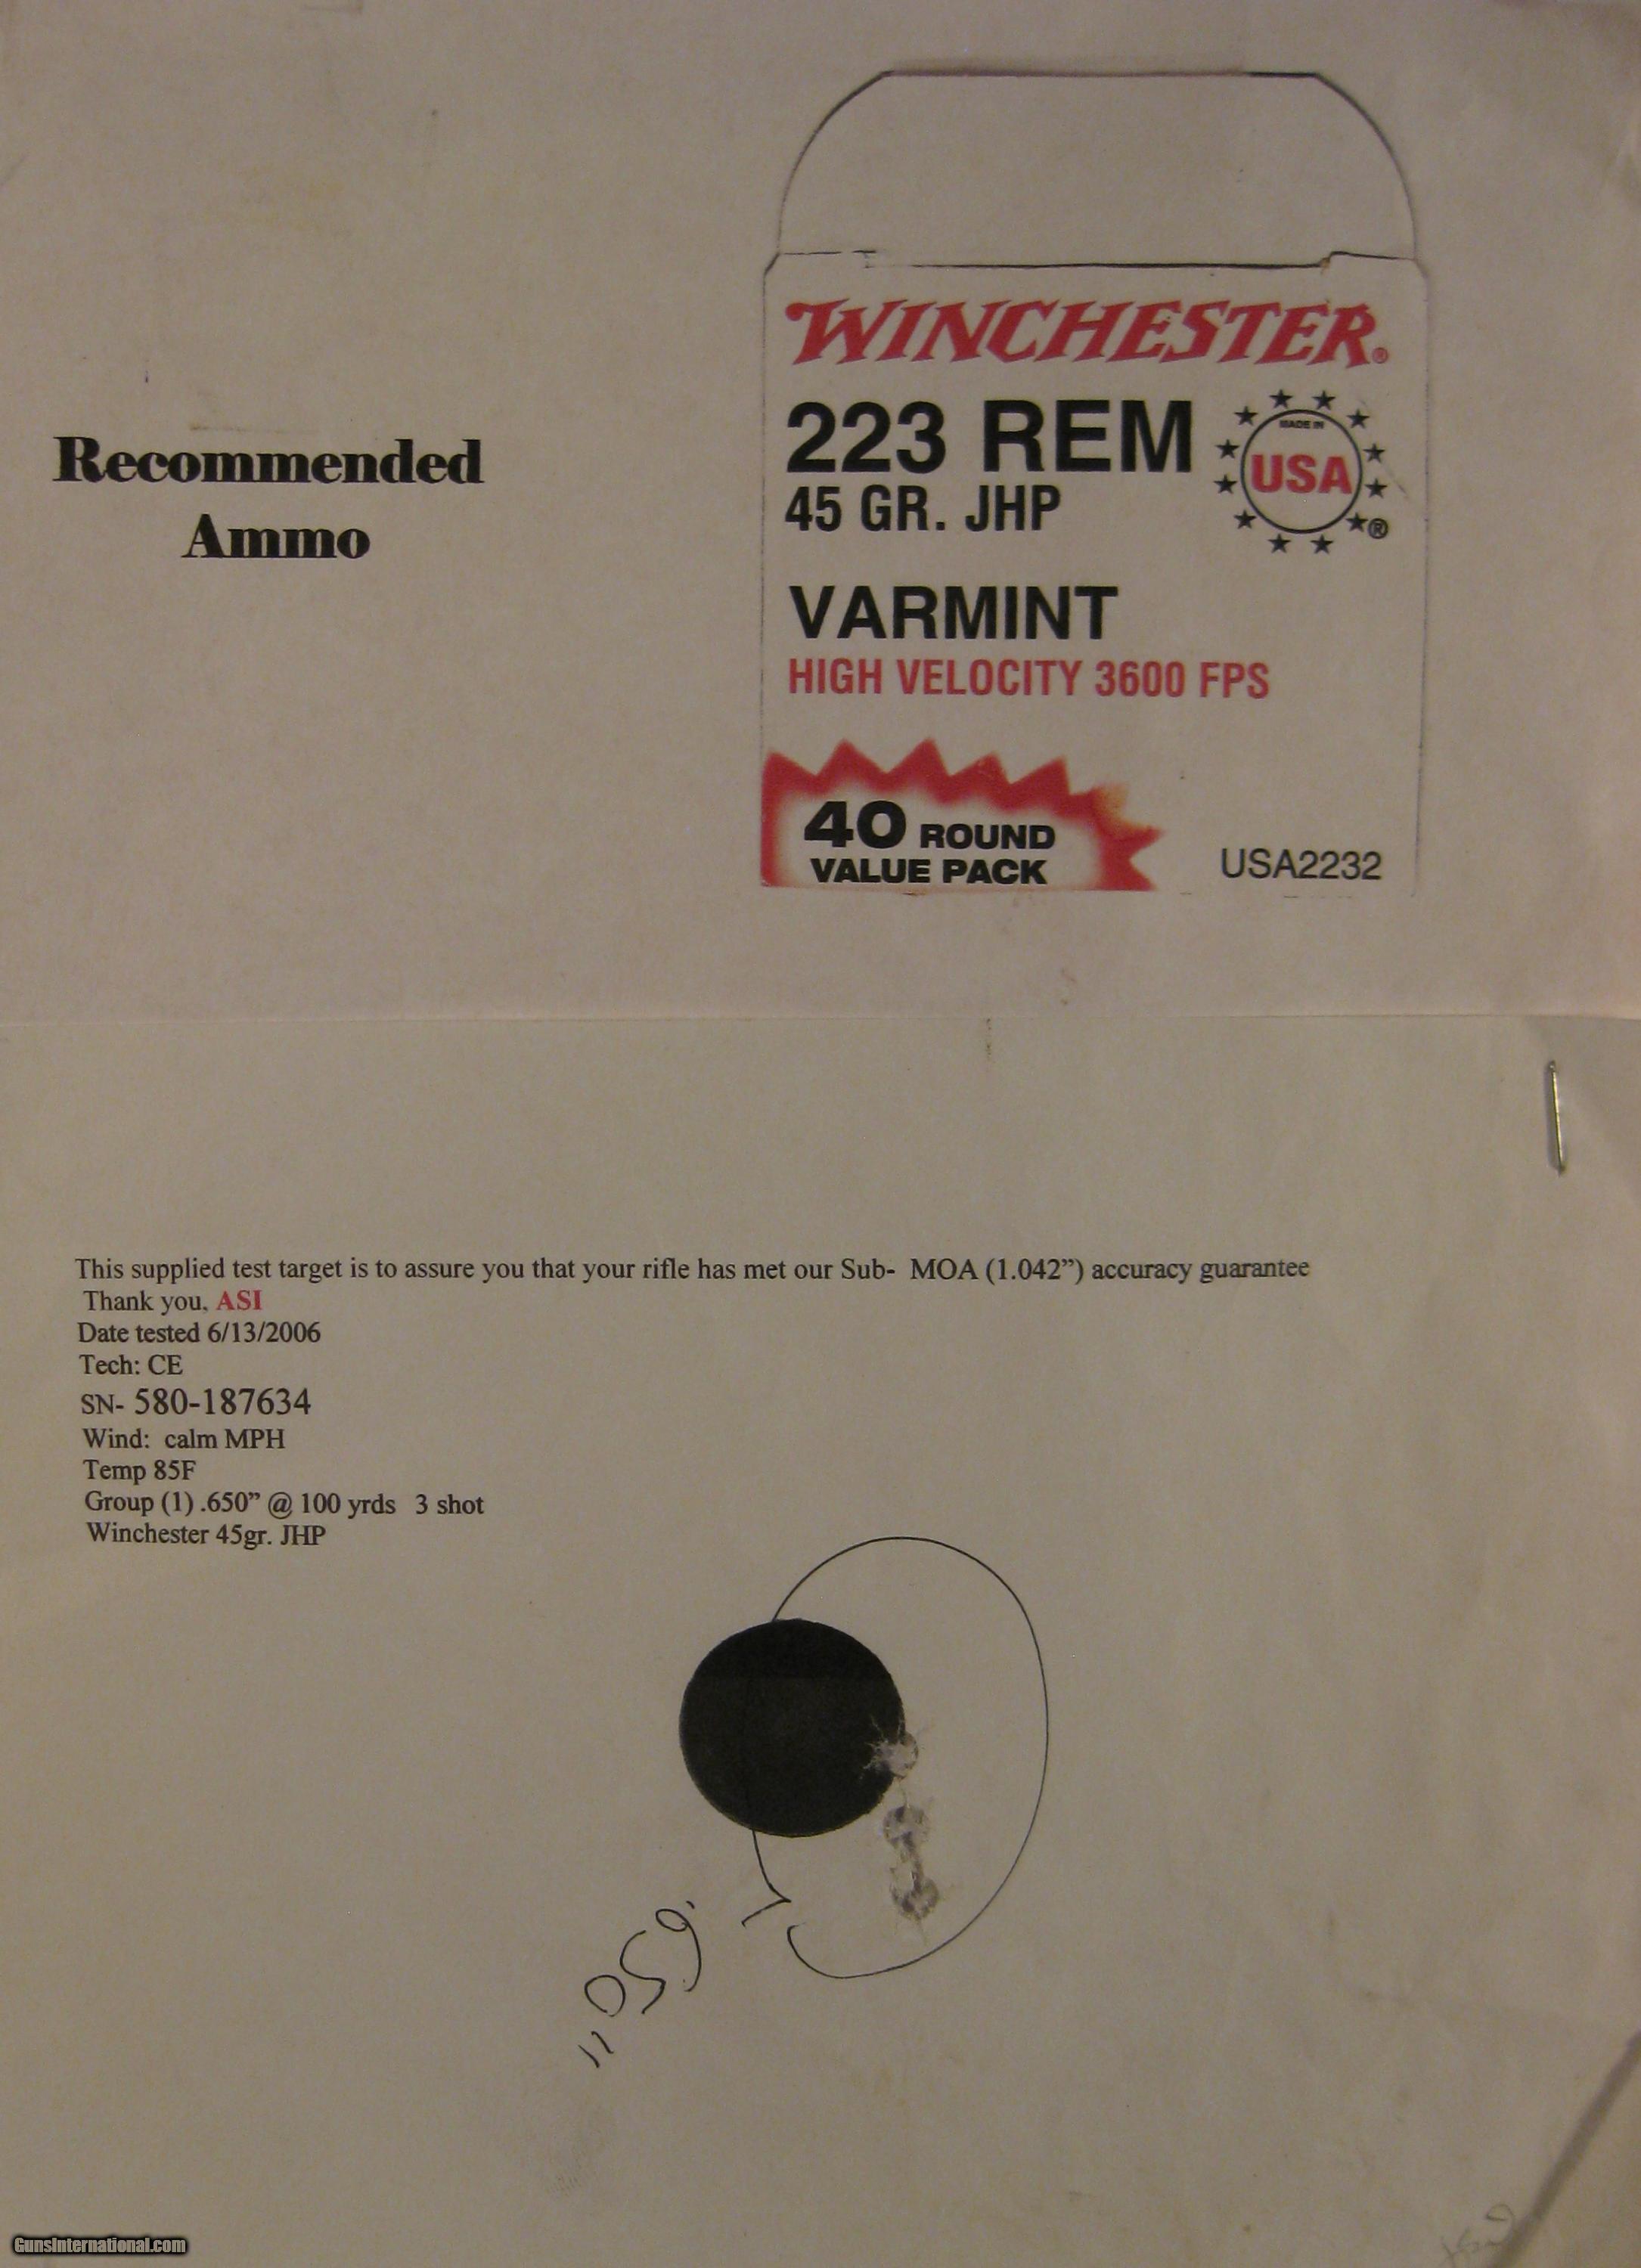 WINCHESTER®
223 REM
45 GR. JHP
MADE IN
USA
®
Recommended
Ammo
VARMINT
HIGH VELOCITY 3600 FPS
40 ROUND
VALUE PACK
USA2232
This supplied test target is to assure you that your rifle has met our Sub-  MOA (1.042”) accuracy guarantee
Thank you, ASI
Date tested 6/13/2006
Tech: CE
SN- 580-187634
Wind:  calm MPH
Temp 85F
Group (1) .650” @ 100 yrds   3 shot
Winchester 45gr. JHP
.650"
GunsInternational.com